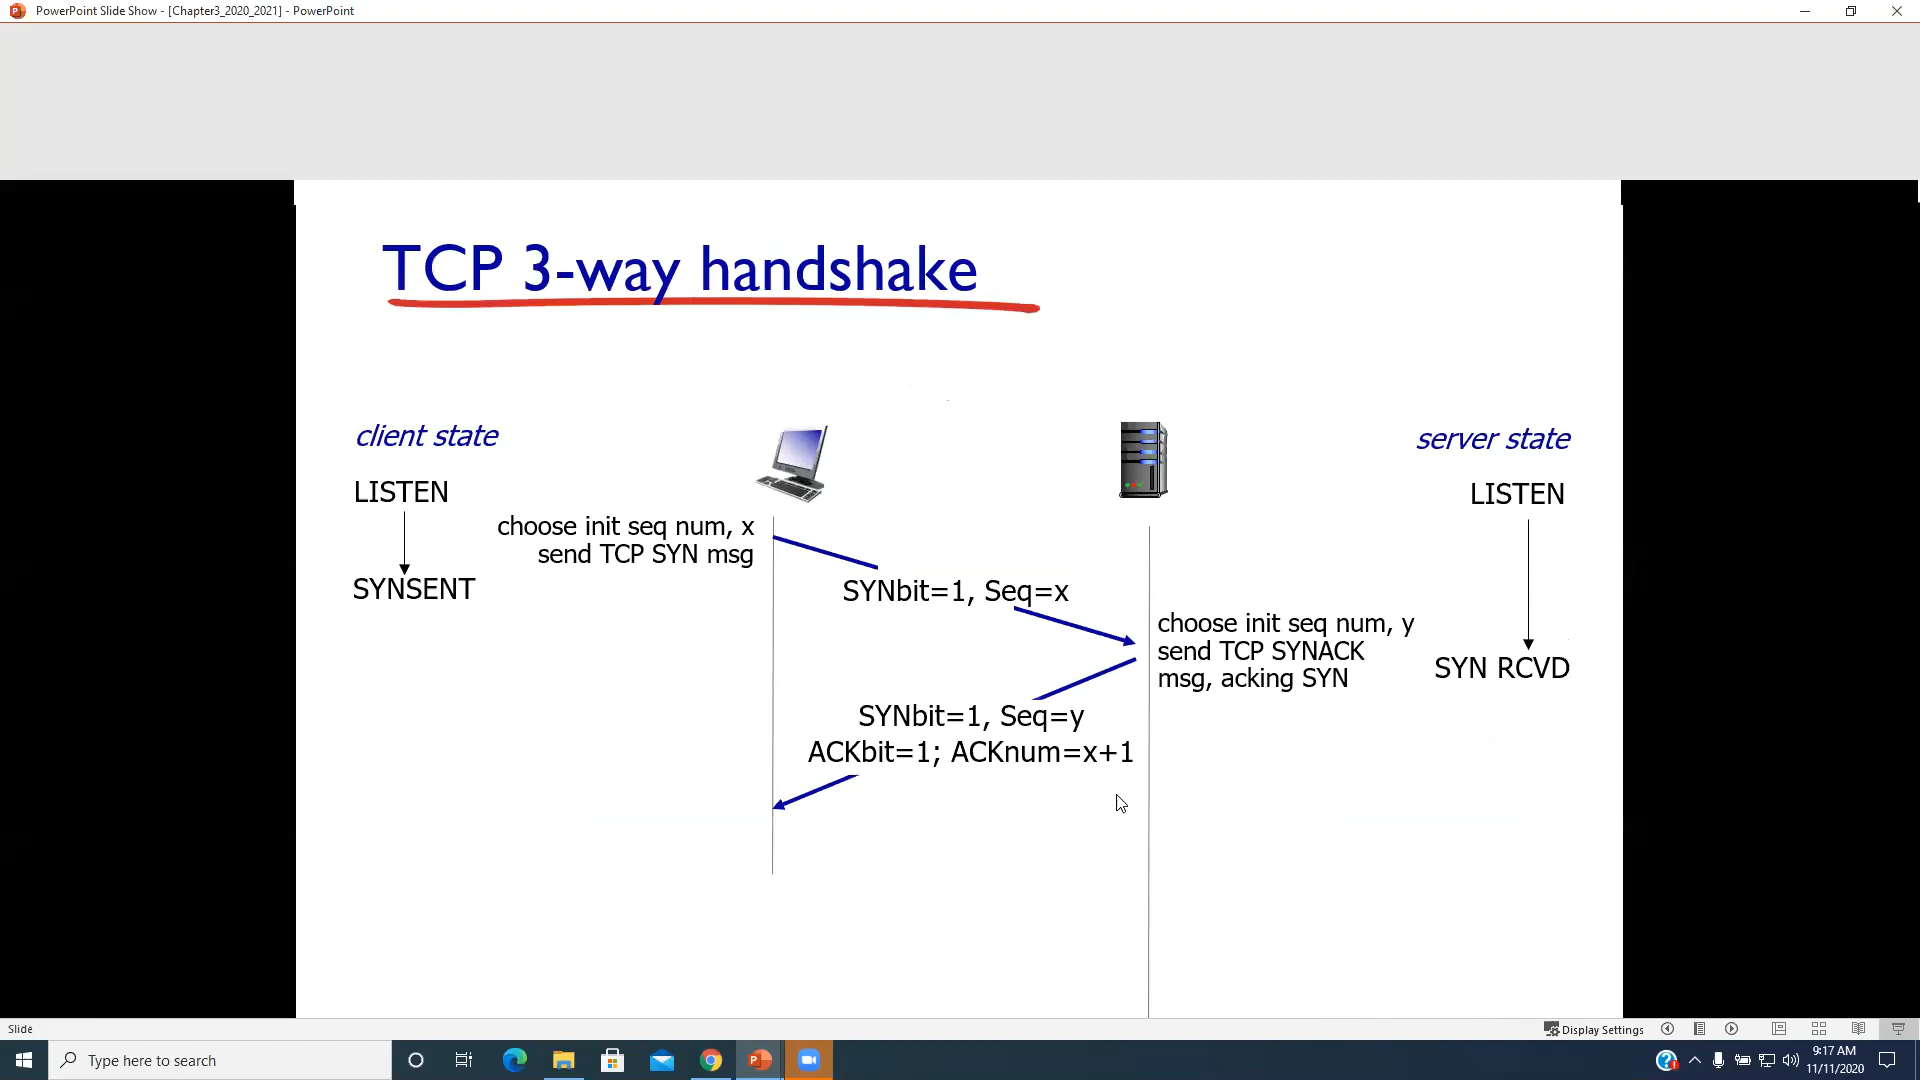 PowerPoint Slide Show - [Chapter3_2020_2021] - PowerPoint
TCP 3-way handshake
client state
server state
LISTEN
LISTEN
choose init seq num, x
send TCP SYN msg
SYNSENT
SYNbit=1, Seq=x
choose init seq num, y
send TCP SYNACK
msg, acking SYN
SYN RCVD
SYNbit=1, Seq=y
ACKbit=1; ACKnum=x+1
Slide
Display Settings
Type here to search
9:17 AM
11/11/2020